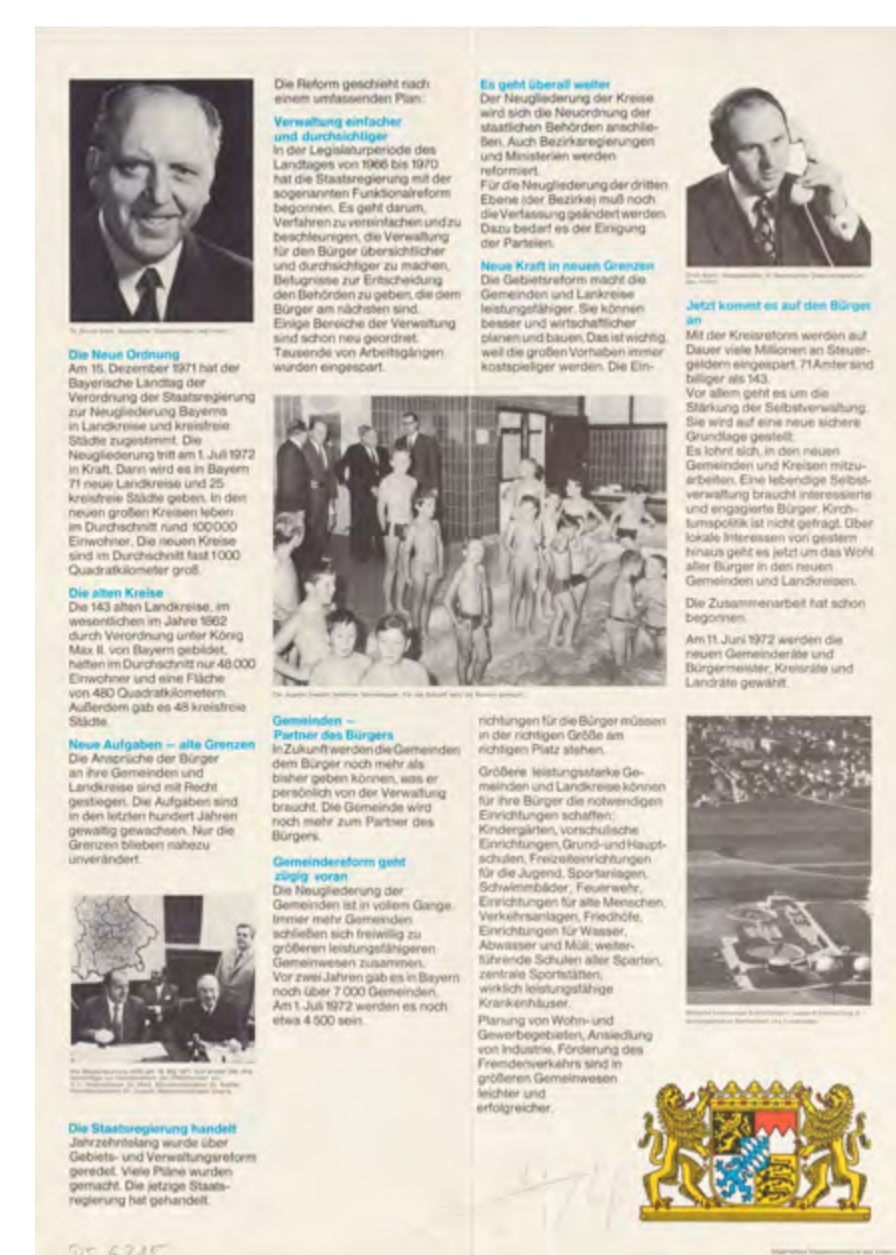 Die Neue Ordnung
Am 15. Dezember 1971 hat der
Bayerische Landtag der
Verordnung der Staatsregierung
zur Neugliederung Bayerns
in Landkreise und kreisfreie
Städte zugestimmt. Die
Neugliederung tritt am 1. Juli 1972
in Kraft. Dann wird es in Bayern
71 neue Landkreise und 25
kreisfreie Städte geben. In den
neuen großen Kreisen leben
im Durchschnitt rund 100000
Einwohner. Die neuen Kreise
sind im Durchschnitt fast 1000
Quadratkilometer groß.
Die alten Kreise
Die 143 alten Landkreise, im
wesentlichen im Jahre 1862
durch Verordnung unter König
Max II. von Bayern gebildet,
hatten im Durchschnitt nur 48000
Einwohner und eine Fläche
von 480 Quadratkilometern.
Außerdem gab es 48 kreisfreie
Städte.
Neue Aufgaben – alte Grenzen
Die Ansprüche der Bürger
an ihre Gemeinden und
Landkreise sind mit Recht
gestiegen. Die Aufgaben sind
in den letzten hundert Jahren
gewaltig gewachsen. Nur die
Grenzen blieben nahezu
unverändert.
Die Staatsregierung handelt
Jahrzehntelang wurde über
Gebiets- und Verwaltungsreform
geredet. Viele Pläne wurden
gemacht. Die jetzige Staats-
regierung hat gehandelt.
Die Reform geschieht nach
einem umfassenden Plan:
Verwaltung einfacher
und durchsichtiger
In der Legislaturperiode des
Landtages von 1966 bis 1970
hat die Staatsregierung mit der
sogenannten Funktionalreform
begonnen. Es geht darum,
Verfahren zu vereinfachen und zu
beschleunigen, die Verwaltung
für den Bürger übersichtlicher
und durchsichtiger zu machen,
Befugnisse zur Entscheidung
den Behörden zu geben, die dem
Bürger am nächsten sind.
Einige Bereiche der Verwaltung
sind schon neu geordnet.
Tausende von Arbeitsgängen
wurden eingespart.
Gemeinden –
Partner des Bürgers
In Zukunft werden die Gemeinden
dem Bürger noch mehr als
bisher geben können, was er
persönlich von der Verwaltung
braucht. Die Gemeinde wird
noch mehr zum Partner des
Bürgers.
Gemeindereform geht
zügig voran
Die Neugliederung der
Gemeinden ist in vollem Gange.
Immer mehr Gemeinden
schließen sich freiwillig zu
größeren leistungsfähigeren
Gemeinwesen zusammen.
Vor zwei Jahren gab es in Bayern
noch über 7000 Gemeinden.
Am 1. Juli 1972 werden es noch
etwa 4500 sein.
Es geht überall weiter
Der Neugliederung der Kreise
wird sich die Neuordnung der
staatlichen Behörden anschlie-
ßen. Auch Bezirksregierungen
und Ministerien werden
reformiert.
Für die Neugliederung der dritten
Ebene (der Bezirke) muß noch
die Verfassung geändert werden.
Dazu bedarf es der Einigung
der Parteien.
Neue Kraft in neuen Grenzen
Die Gebietsreform macht die
Gemeinden und Lankreise
leistungsfähiger. Sie können
besser und wirtschaftlicher
planen und bauen. Das ist wichtig,
weil die großen Vorhaben immer
kostspieliger werden. Die Ein-
richtungen für die Bürger müssen
in der richtigen Größe am
richtigen Platz stehen.
Größere leistungsstarke Ge-
meinden und Landkreise können
für ihre Bürger die notwendigen
Einrichtungen schaffen:
Kindergärten, vorschulische
Einrichtungen, Grund- und Haupt-
schulen, Freizeiteinrichtungen
für die Jugend, Sportanlagen,
Schwimmbäder, Feuerwehr,
Einrichtungen für alte Menschen,
Verkehrsanlagen, Friedhöfe,
Einrichtungen für Wasser,
Abwasser und Müll; weiter-
führende Schulen aller Sparten,
zentrale Sportstätten,
wirklich leistungsfähige
Krankenhäuser.
Planung von Wohn- und
Gewerbegebieten, Ansiedlung
von Industrie, Förderung des
Fremdenverkehrs sind in
größeren Gemeinwesen
leichter und
erfolgreicher.
Jetzt kommt es auf den Bürger
an
Mit der Kreisreform werden auf
Dauer viele Millionen an Steuer-
geldern eingespart. 71 Ämter sind
billiger als 143.
Vor allem geht es um die
Stärkung der Selbstverwaltung.
Sie wird auf eine neue sichere
Grundlage gestellt.
Es lohnt sich, in den neuen
Gemeinden und Kreisen mitzu-
arbeiten. Eine lebendige Selbst-
verwaltung braucht interessierte
und engagierte Bürger. Kirch-
turmspolitik ist nicht gefragt. Über
lokale Interessen von gestern
hinaus geht es jetzt um das Wohl
aller Bürger in den neuen
Gemeinden und Landkreisen.
Die Zusammenarbeit hat schon
begonnen.
Am 11. Juni 1972 werden die
neuen Gemeinderäte und
Bürgermeister, Kreisräte und
Landräte gewählt.